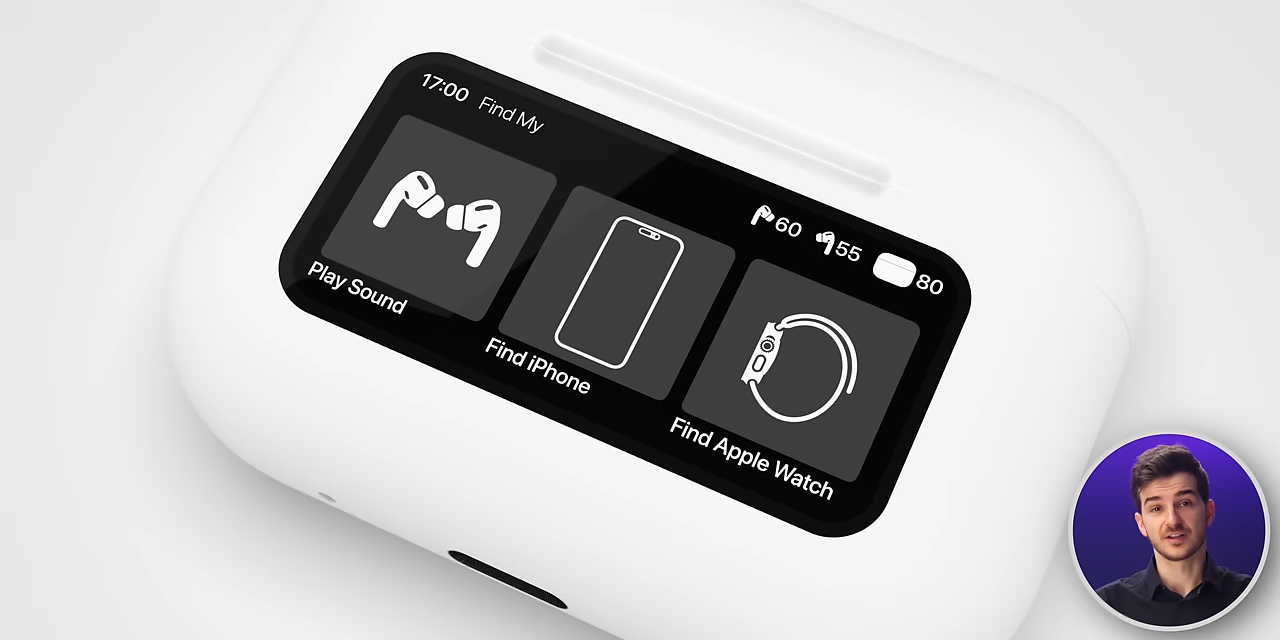 17:00 Find My
60 55 80
Play Sound
Find iPhone
Find Apple Watch